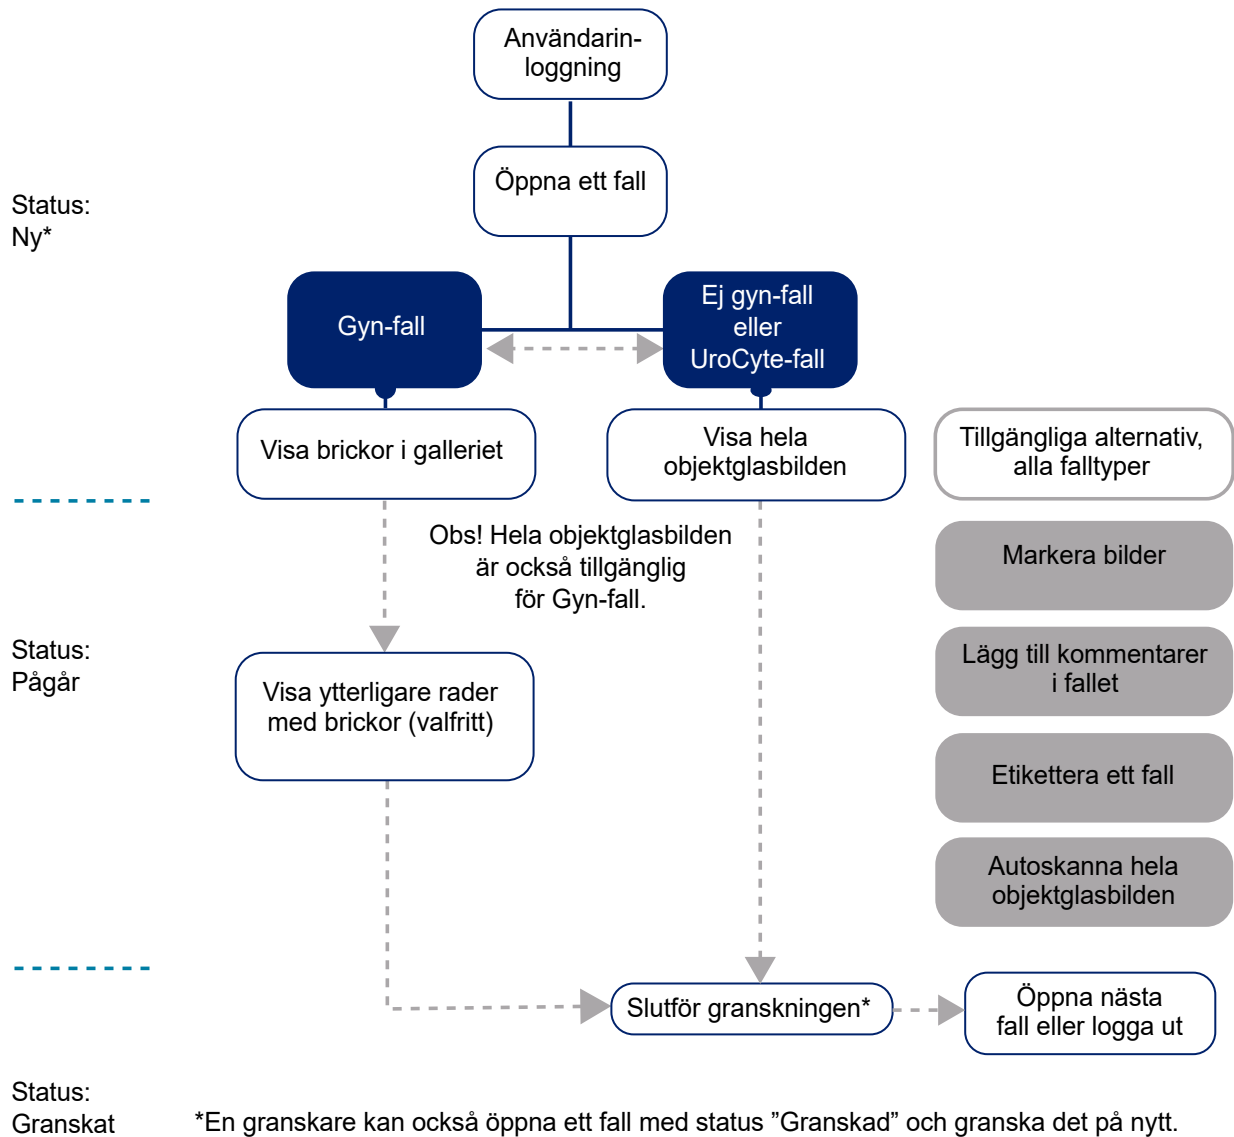 Användarin-
loggning
Öppna ett fall
Status:
Ny*
Gyn-fall
Ej gyn-fall
eller
UroCyte-fall
Visa brickor i galleriet
Visa hela
objektglasbilden
Tillgängliga alternativ,
alla falltyper
Obs! Hela objektglasbilden
är också tillgänglig
för Gyn-fall.
Markera bilder
Status:
Pågår
Visa ytterligare rader
med brickor (valfritt)
Lägg till kommentarer
i fallet
Etikettera ett fall
Autoskanna hela
objektglasbilden
Slutför granskningen*
Öppna nästa
fall eller logga ut
Status:
Granskat
*En granskare kan också öppna ett fall med status ”Granskad” och granska det på nytt.